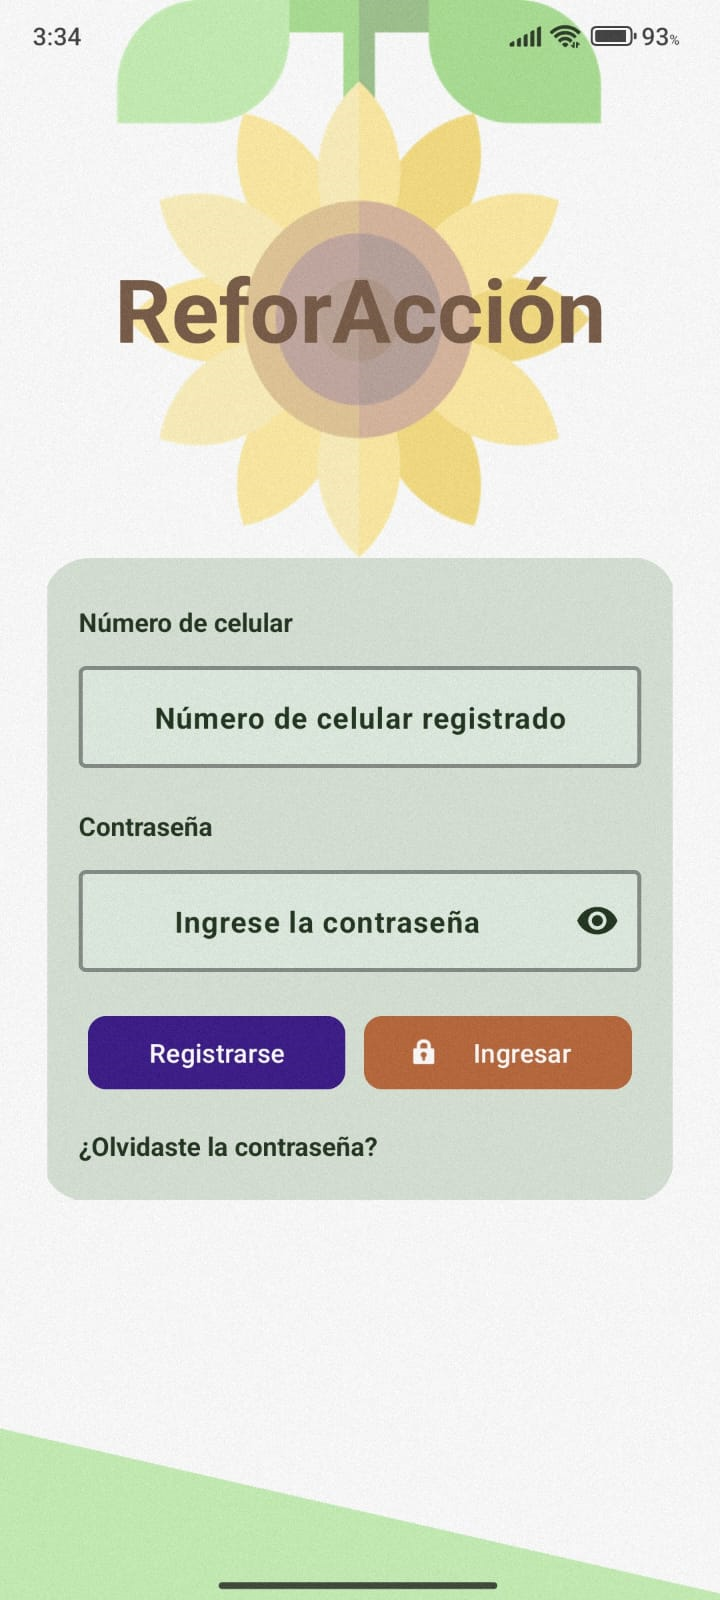 3:34 93%
ReforAcción
Número de celular
Número de celular registrado
Contraseña
Ingrese la contraseña
Registrarse Ingresar
¿Olvidaste la contraseña?